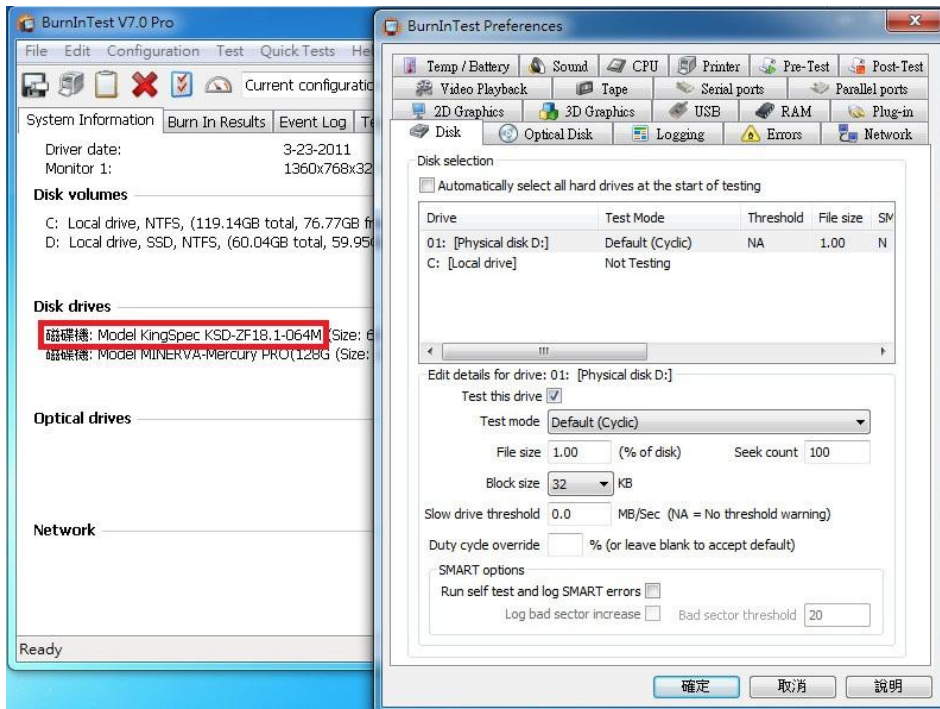 BurnInTest V7.0 Pro
File Edit Configuration Test Quick Tests He
Current configuratic
System Information Burn In Results Event Log
Driver date: 3-23-2011
Monitor 1: 1360x768x32
Disk volumes
C: Local drive, NTFS, (119.14GB total, 76.77GB fr
D: Local drive, SSD, NTFS, (60.04GB total, 59.95G
Disk drives
磁碟機: Model KingSpec KSD-ZF18.1-064M (Size: 6
磁碟機: Model MINERVA-Mercury PRO(128G (Size:
Optical drives
Network
Ready
BurnInTest Preferences
Temp / Battery Sound CPU Printer Pre-Test Post-Test
Video Playback Tape Serial ports Parallel ports
2D Graphics 3D Graphics USB RAM Plug-in
Disk Optical Disk Logging Errors Network
Disk selection
Automatically select all hard drives at the start of testing
Drive Test Mode Threshold File size SM
01: [Physical disk D:] Default (Cyclic) NA 1.00 N
C: [Local drive] Not Testing
Edit details for drive: 01: [Physical disk D:]
Test this drive
Test mode Default (Cyclic)
File size 1.00 (% of disk) Seek count 100
Block size 32 KB
Slow drive threshold 0.0 MB/Sec (NA = No threshold warning)
Duty cycle override % (or leave blank to accept default)
SMART options
Run self test and log SMART errors
Log bad sector increase Bad sector threshold 20
確定 取消 說明